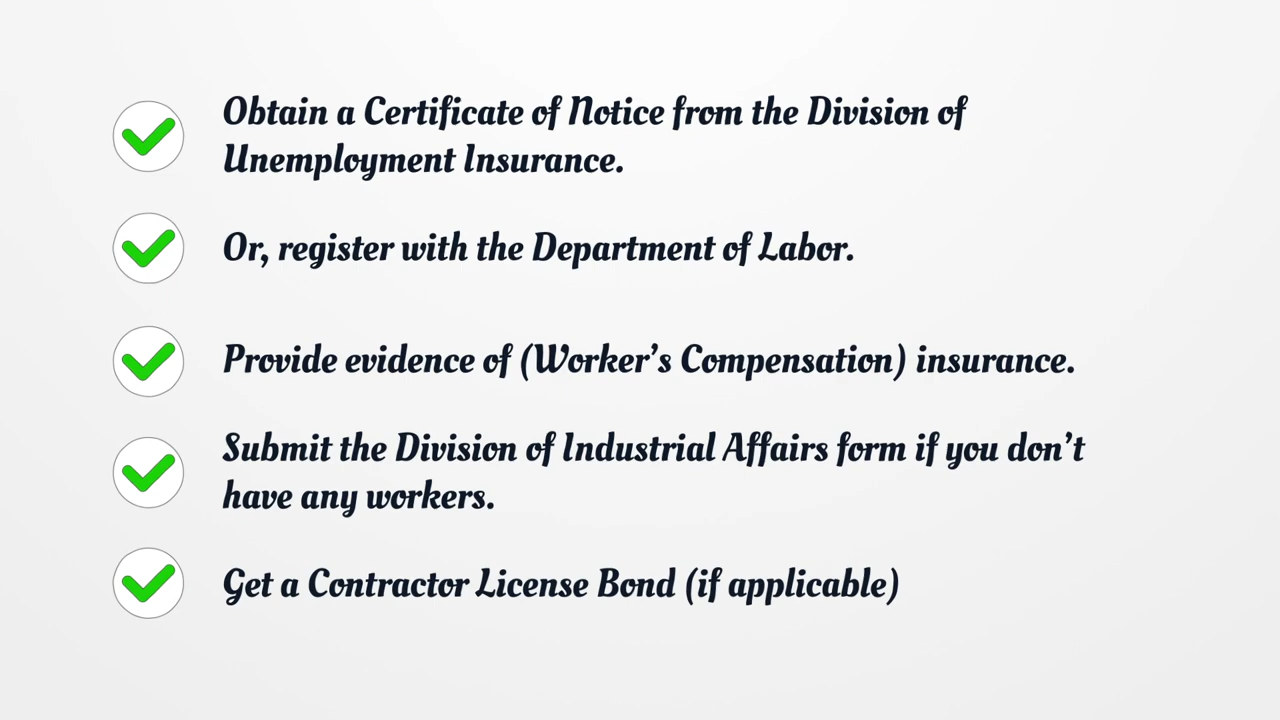 Obtain a Certificate of Notice from the Division of
Unemployment Insurance.
Or, register with the Department of Labor.
Provide evidence of (Worker’s Compensation) insurance.
Submit the Division of Industrial Affairs form if you don’t
have any workers.
Get a Contractor License Bond (if applicable)